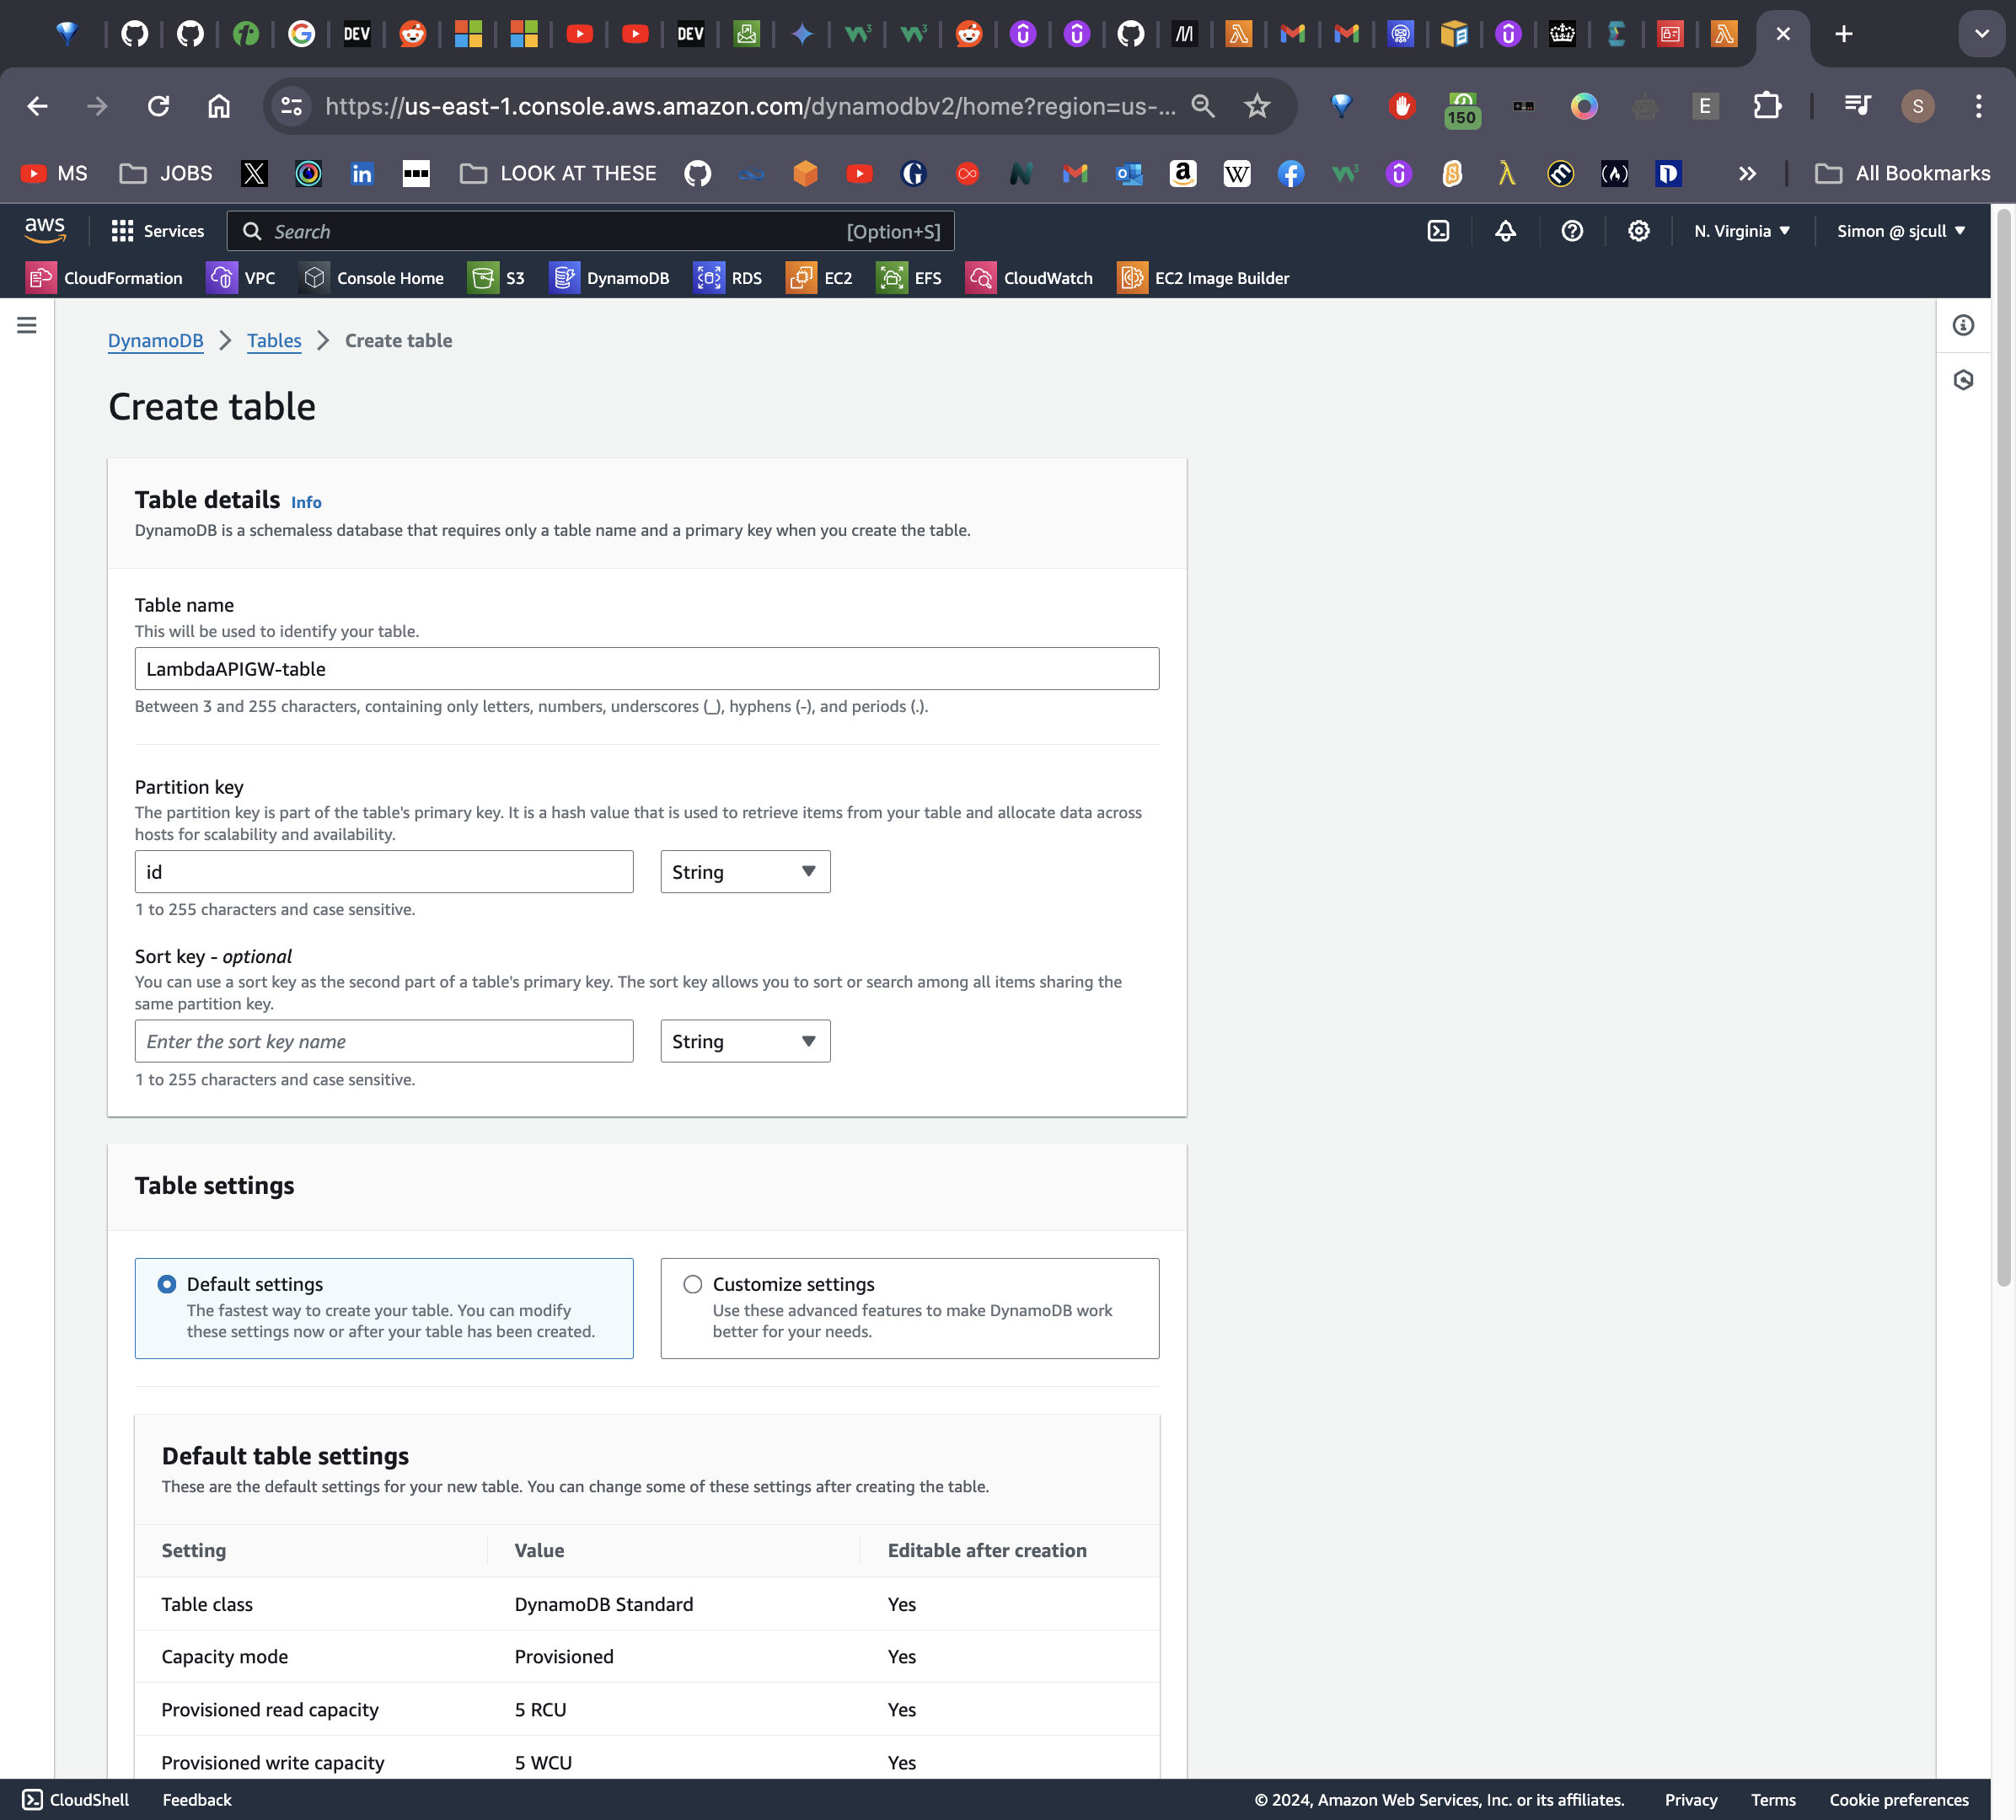 DEV
DEV
https://us-east-1.console.aws.amazon.com/dynamodbv2/home?region=us-...
150
E
S
MS
JOBS
in
LOOK AT THESE
All Bookmarks
aws
Services
Search
[Option+S]
N. Virginia
Simon @ sjcull
CloudFormation
VPC
Console Home
S3
DynamoDB
RDS
EC2
EFS
CloudWatch
EC2 Image Builder
DynamoDB
Tables
Create table
Create table
Table details Info
DynamoDB is a schemaless database that requires only a table name and a primary key when you create the table.
Table name
This will be used to identify your table.
LambdaAPIGW-table
Between 3 and 255 characters, containing only letters, numbers, underscores (_), hyphens (-), and periods (.).
Partition key
The partition key is part of the table's primary key. It is a hash value that is used to retrieve items from your table and allocate data across
hosts for scalability and availability.
id
String
1 to 255 characters and case sensitive.
Sort key - optional
You can use a sort key as the second part of a table's primary key. The sort key allows you to sort or search among all items sharing the
same partition key.
Enter the sort key name
String
1 to 255 characters and case sensitive.
Table settings
Default settings
The fastest way to create your table. You can modify
these settings now or after your table has been created.
Customize settings
Use these advanced features to make DynamoDB work
better for your needs.
Default table settings
These are the default settings for your new table. You can change some of these settings after creating the table.
Setting Value Editable after creation
Table class DynamoDB Standard Yes
Capacity mode Provisioned Yes
Provisioned read capacity 5 RCU Yes
Provisioned write capacity 5 WCU Yes
CloudShell
Feedback
© 2024, Amazon Web Services, Inc. or its affiliates.
Privacy
Terms
Cookie preferences